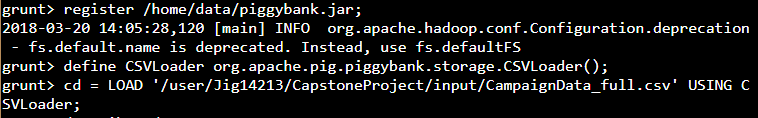 grunt> register /home/data/piggybank.jar;
2018-03-20 14:05:28,120 [main] INFO  org.apache.hadoop.conf.Configuration.deprecation
 - fs.default.name is deprecated. Instead, use fs.defaultFS
grunt> define CSVLoader org.apache.pig.piggybank.storage.CSVLoader();
grunt> cd = LOAD '/user/Jig14213/CapstoneProject/input/CampaignData_full.csv' USING C
SVLoader;